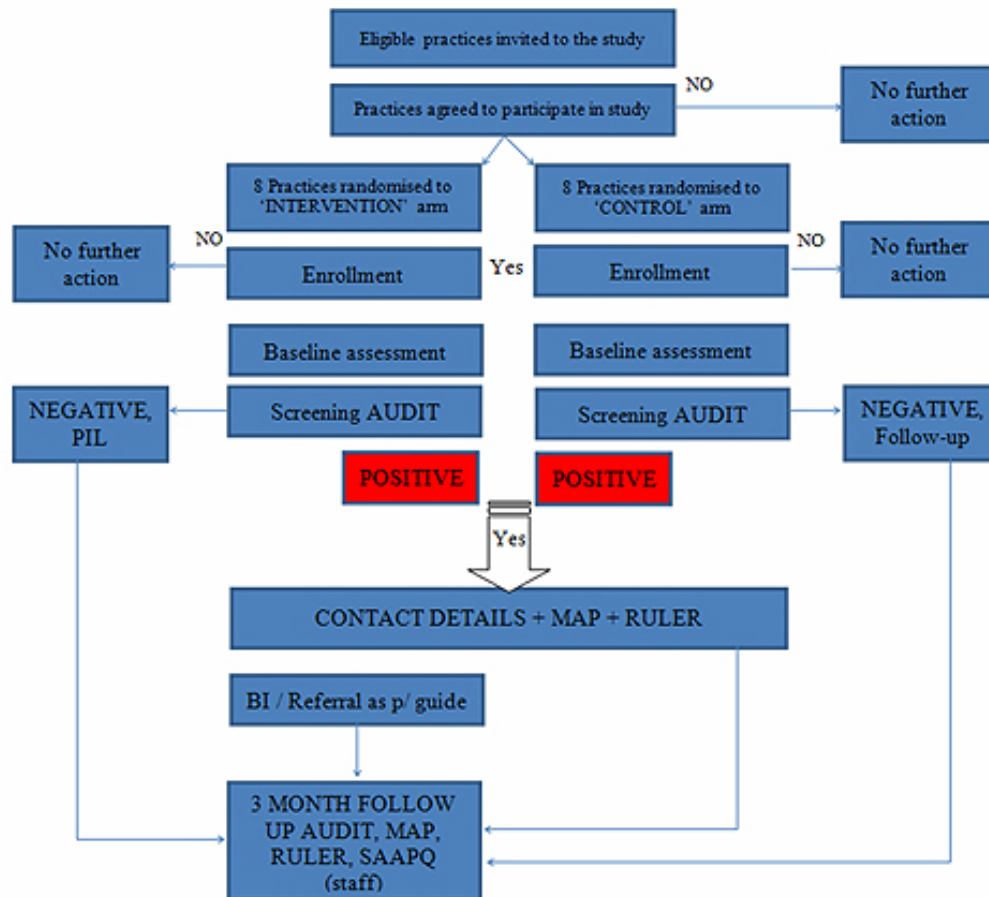 Eligible practices invited to the study
NO
Practices agreed to participate in study
No further
action
8 Practices randomised to
‘INTERVENTION’ arm
8 Practices randomised to
‘CONTROL’ arm
NO
No further
action
Enrollment
Yes
Enrollment
NO
No further
action
Baseline assessment
Baseline assessment
NEGATIVE,
PIL
Screening AUDIT
Screening AUDIT
NEGATIVE,
Follow-up
POSITIVE
POSITIVE
Yes
CONTACT DETAILS + MAP + RULER
BI / Referral as p/ guide
3 MONTH FOLLOW
UP AUDIT, MAP,
RULER, SAAPQ
(staff)